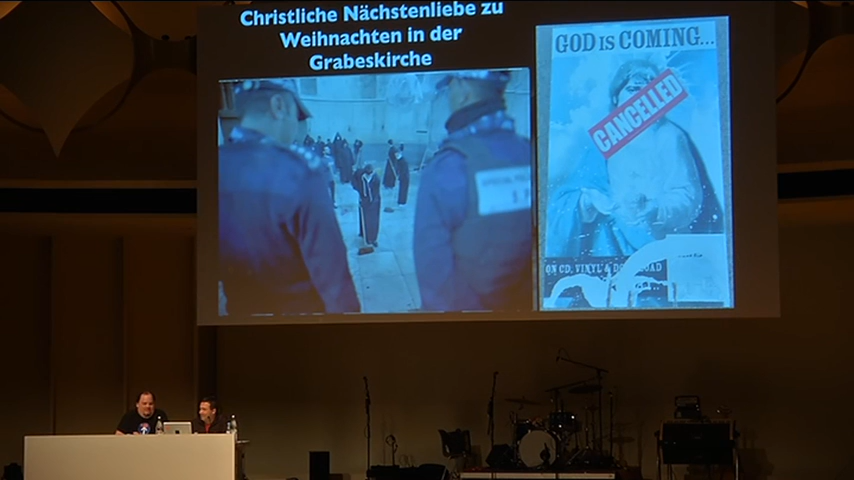 Christliche Nächstenliebe zu
Weihnachten in der
Grabeskirche
GOD IS COMING...
CANCELLED
ON CD, VINYL & DOWNLOAD